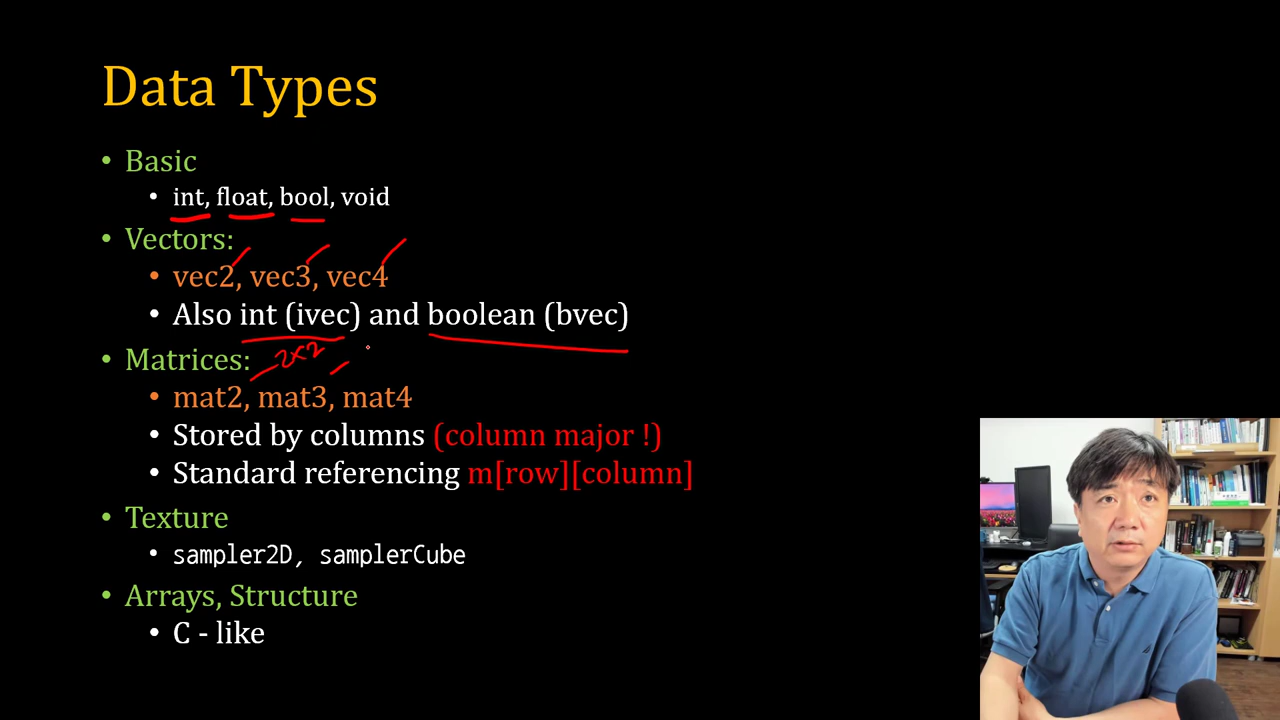 Data Types
• Basic
• int, float, bool, void
• Vectors:
• vec2, vec3, vec4
• Also int (ivec) and boolean (bvec)
• Matrices:
2x2
• mat2, mat3, mat4
• Stored by columns (column major !)
• Standard referencing m[row][column]
• Texture
• sampler2D, samplerCube
• Arrays, Structure
• C - like